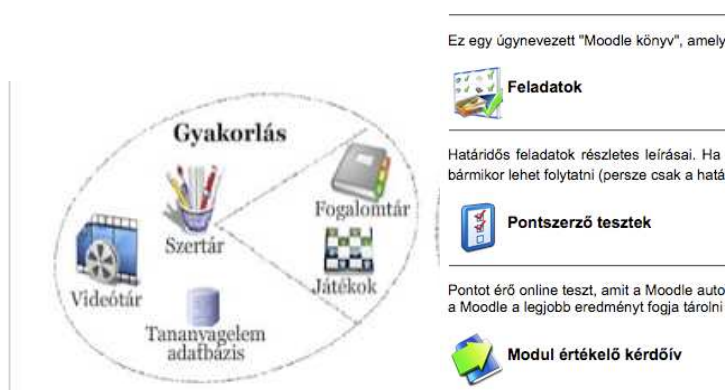 Gyakorlás
Fogalomtár
Szertár
Játékok
Videótár
Tananyagelem
adatbázis
Ez egy úgynevezett "Moodle könyv", amely
Feladatok
Határidős feladatok részletes leírásai. Ha
bármikor lehet folytatni (persze csak a hatá
Pontszerző tesztek
Pontot érő online teszt, amit a Moodle auto
a Moodle a legjobb eredményt fogja tárolni
Modul értékelő kérdőív